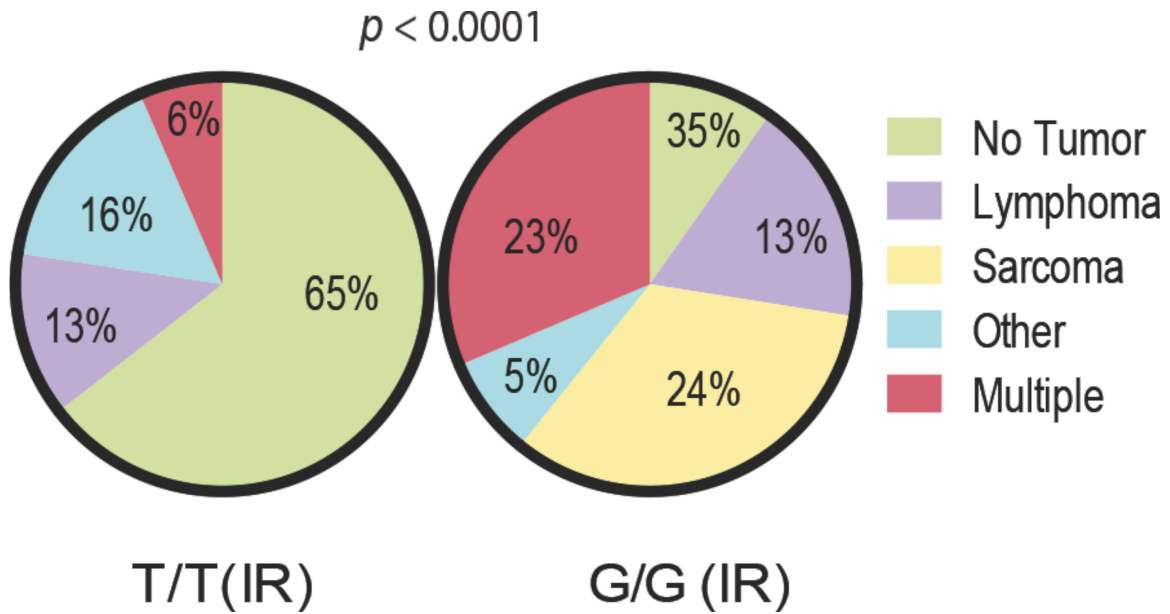 p < 0.0001
6%
16%
13%
65%
35%
13%
24%
5%
23%
No Tumor
Lymphoma
Sarcoma
Other
Multiple
T/T(IR)
G/G (IR)